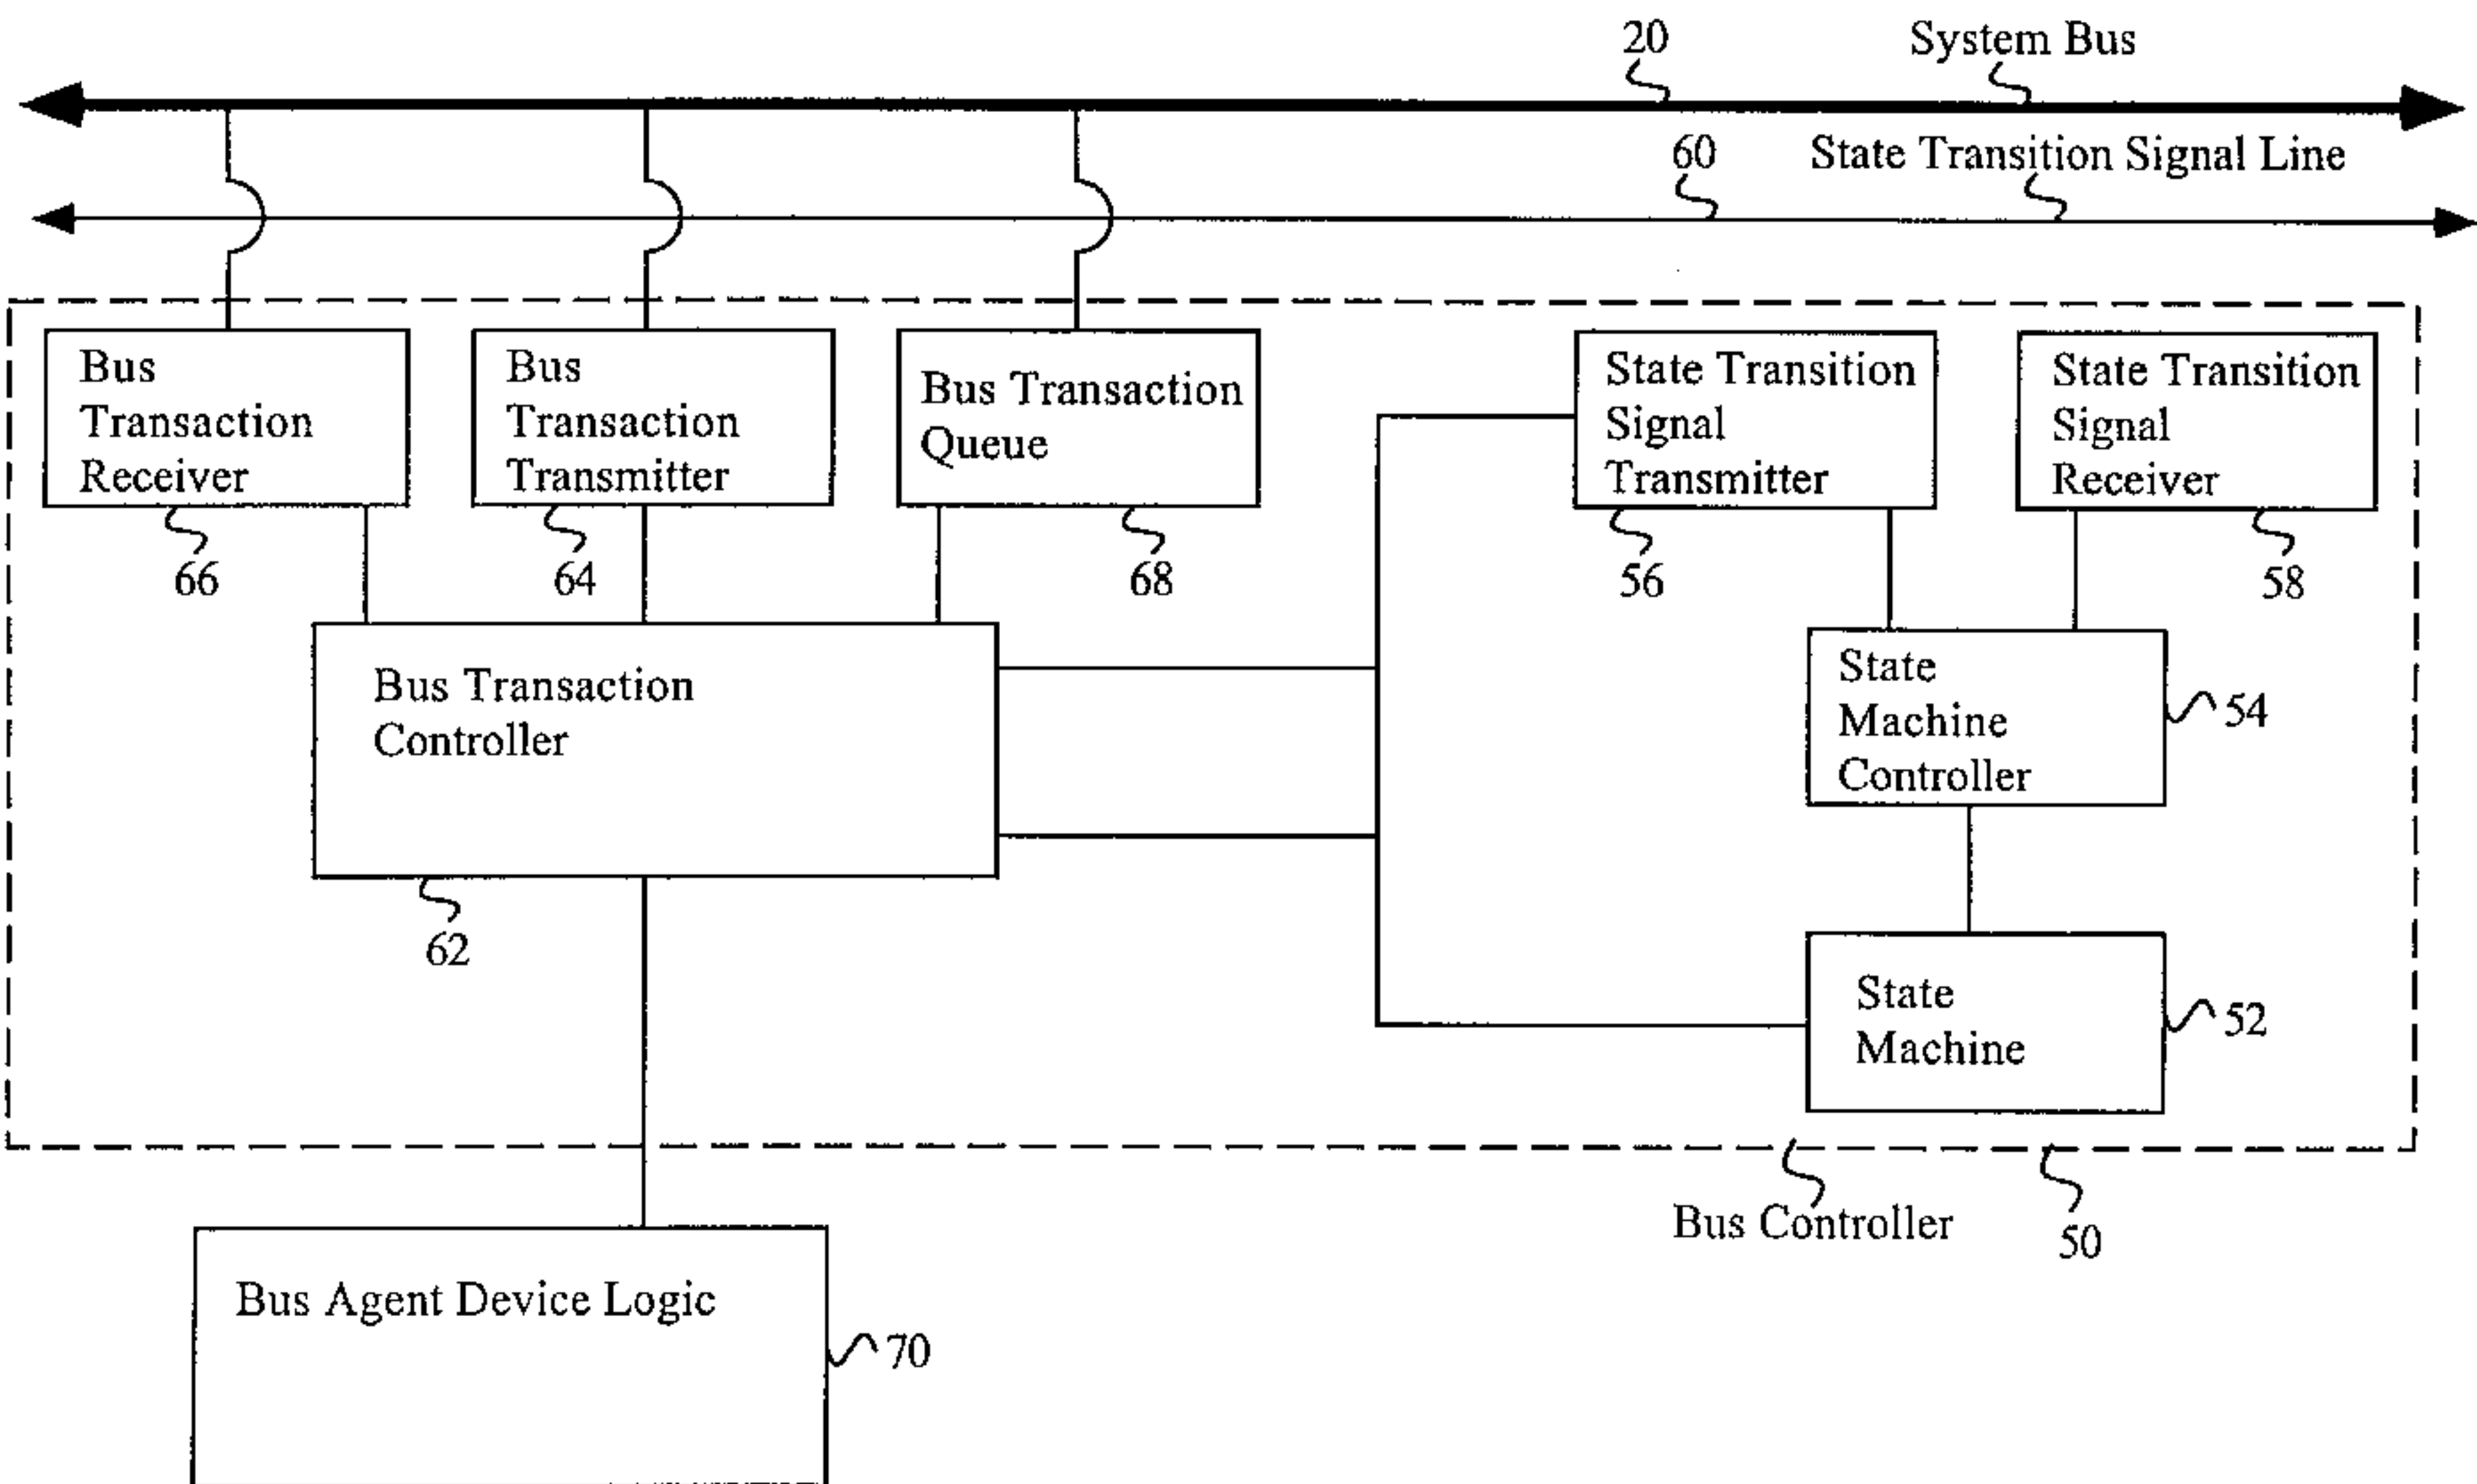 20
System Bus
60
State Transition Signal Line
Bus
Transaction
Receiver
Bus
Transaction
Transmitter
Bus Transaction
Queue
State Transition
Signal
Transmitter
State Transition
Signal
Receiver
66
64
68
56
58
Bus Transaction
Controller
State
Machine
Controller
54
62
State
Machine
52
Bus Controller
50
Bus Agent Device Logic
70